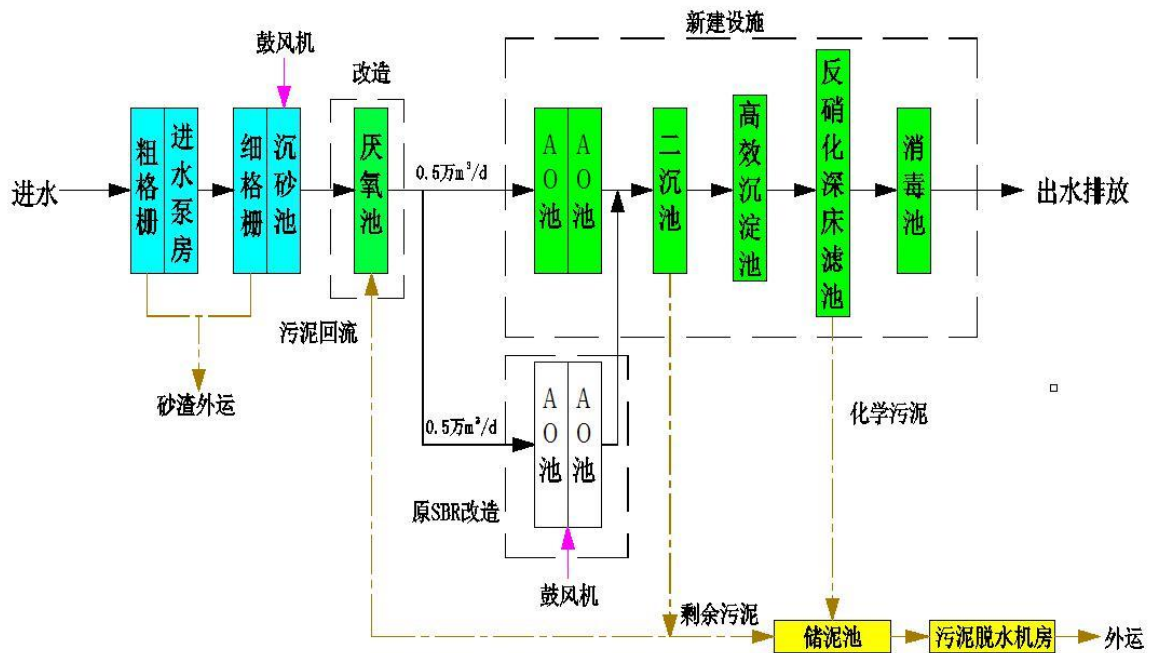 新建设施
鼓风机
改造
粗格栅
进水泵房
细格栅
沉砂池
厌氧池
0.5万m³/d
AO池
AO池
二沉池
高效沉淀池
反硝化深床滤池
消毒池
进水
出水排放
污泥回流
砂渣外运
0.5万m³/d
AO池
AO池
化学污泥
原SBR改造
鼓风机
剩余污泥
储泥池
污泥脱水机房
外运